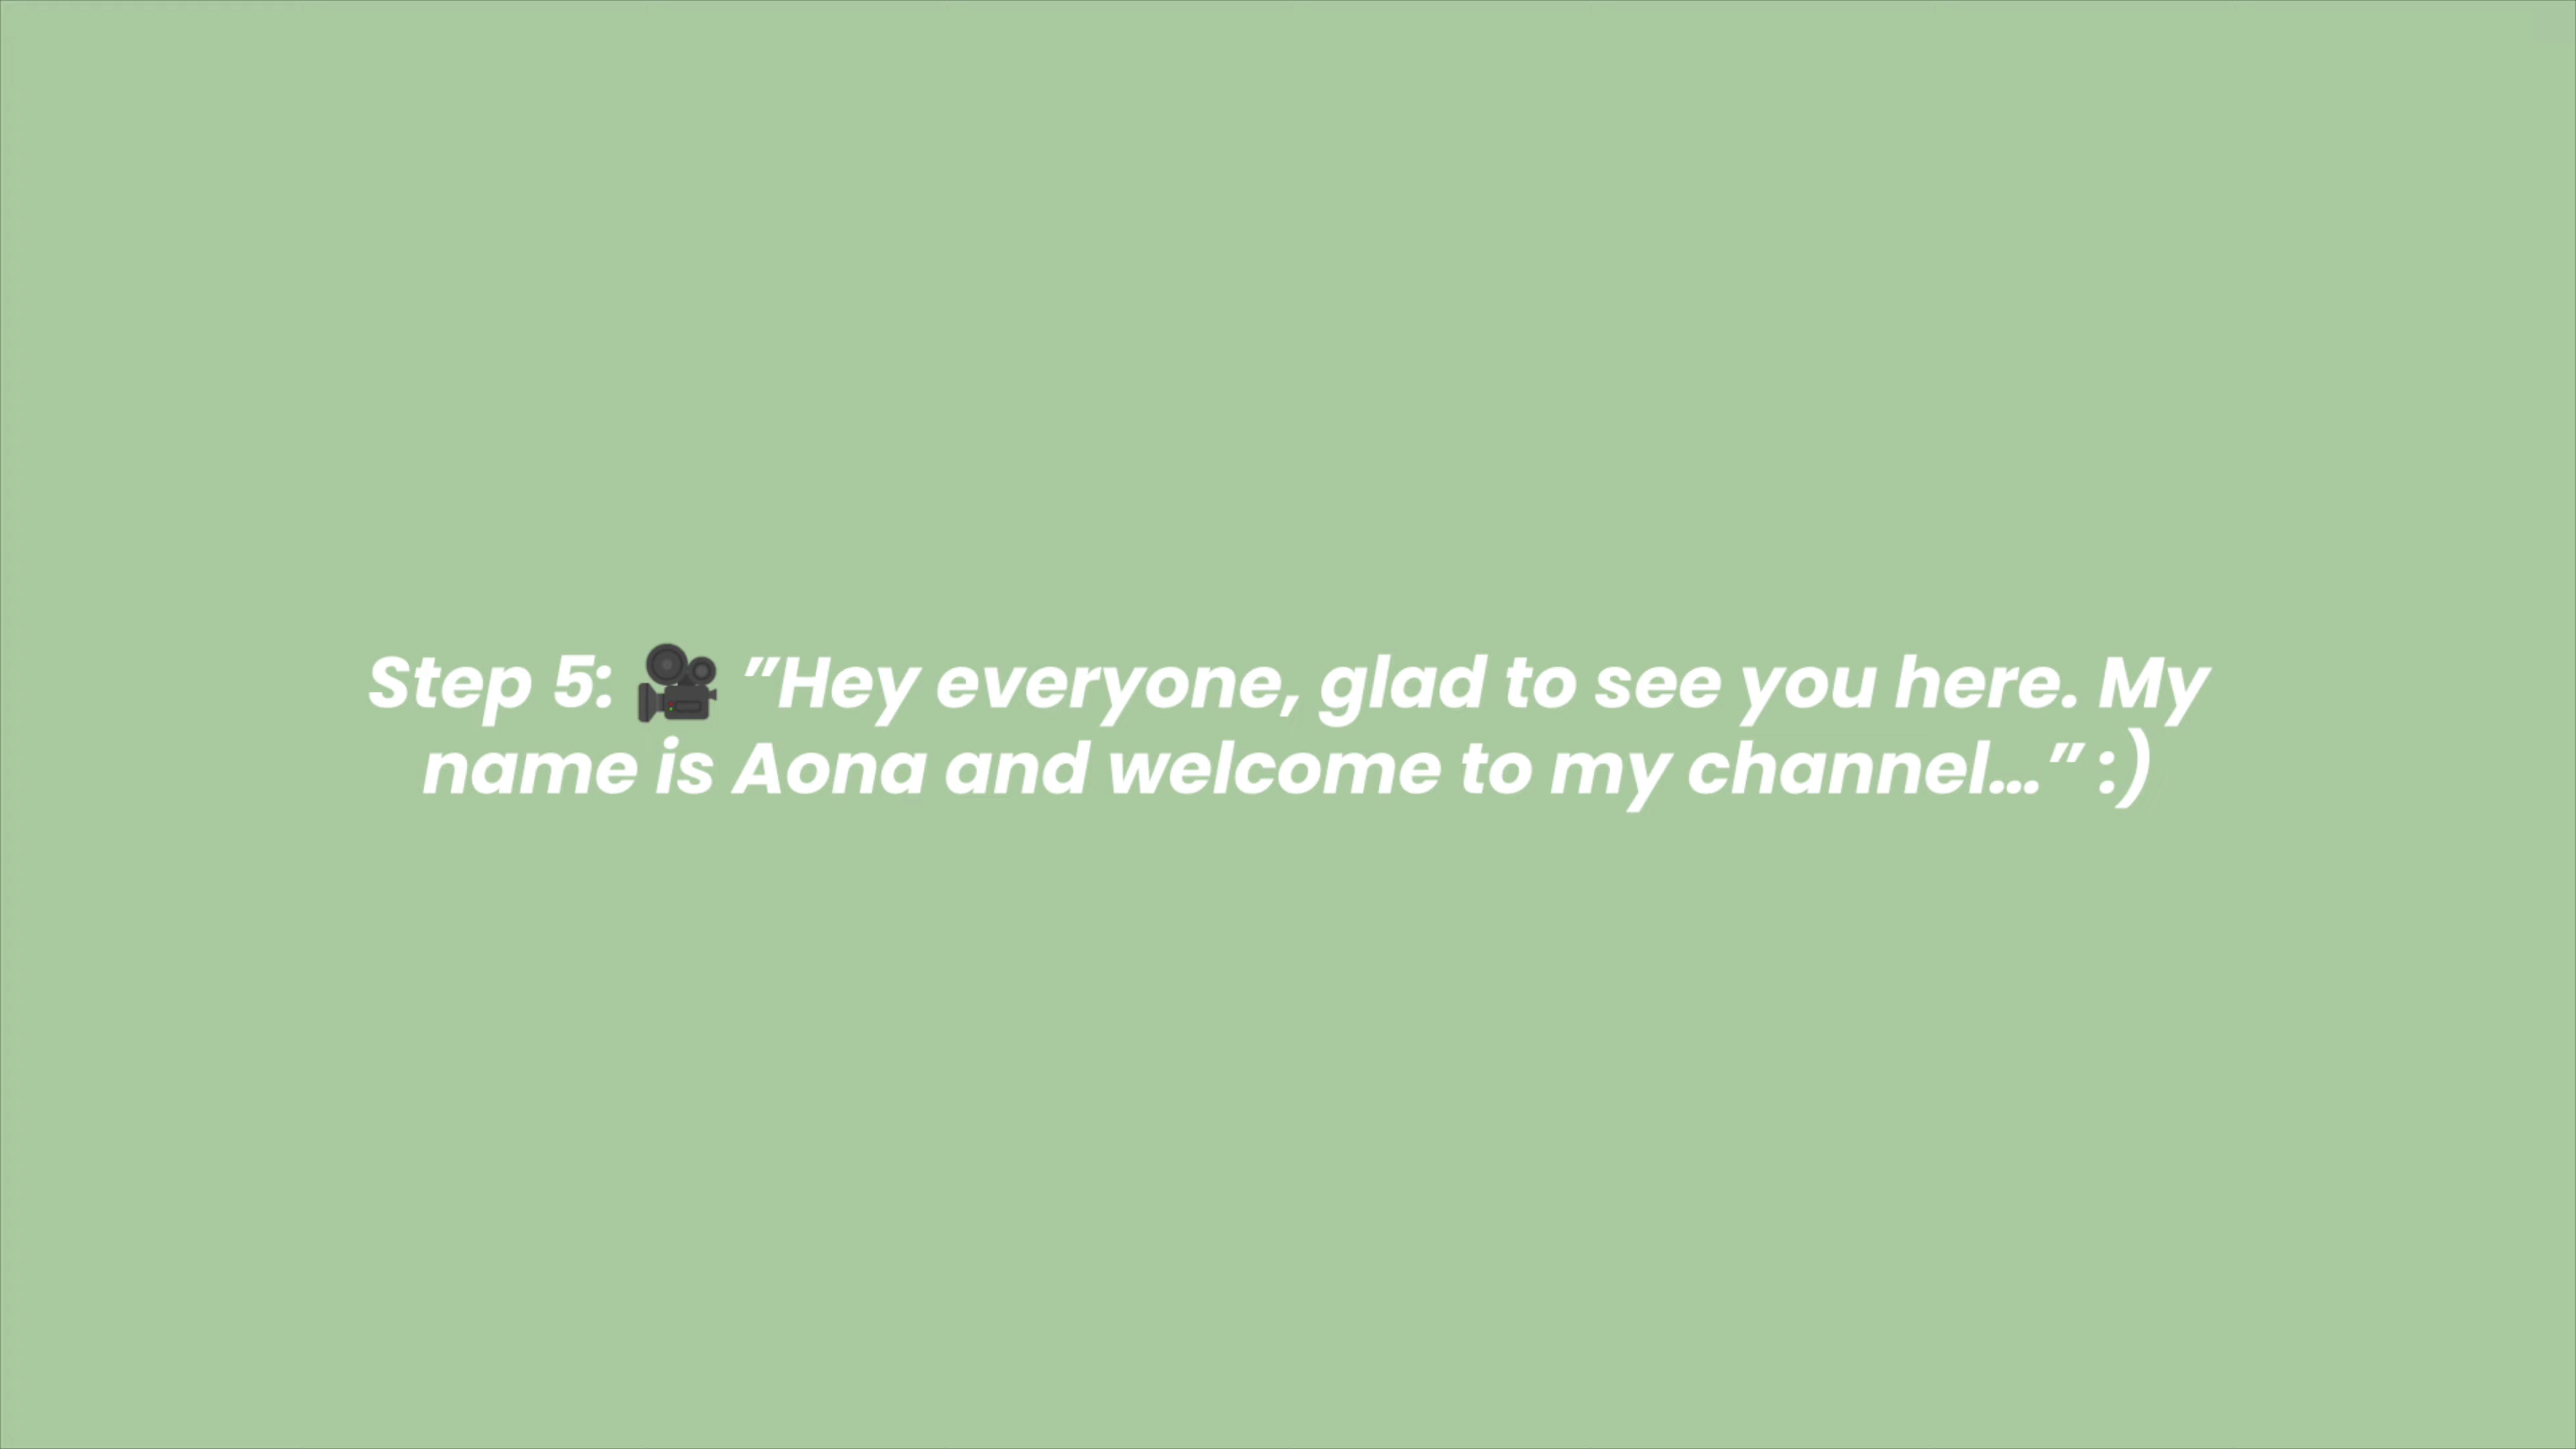 Step 5: 🎥 "Hey everyone, glad to see you here. My
name is Aona and welcome to my channel…" :)